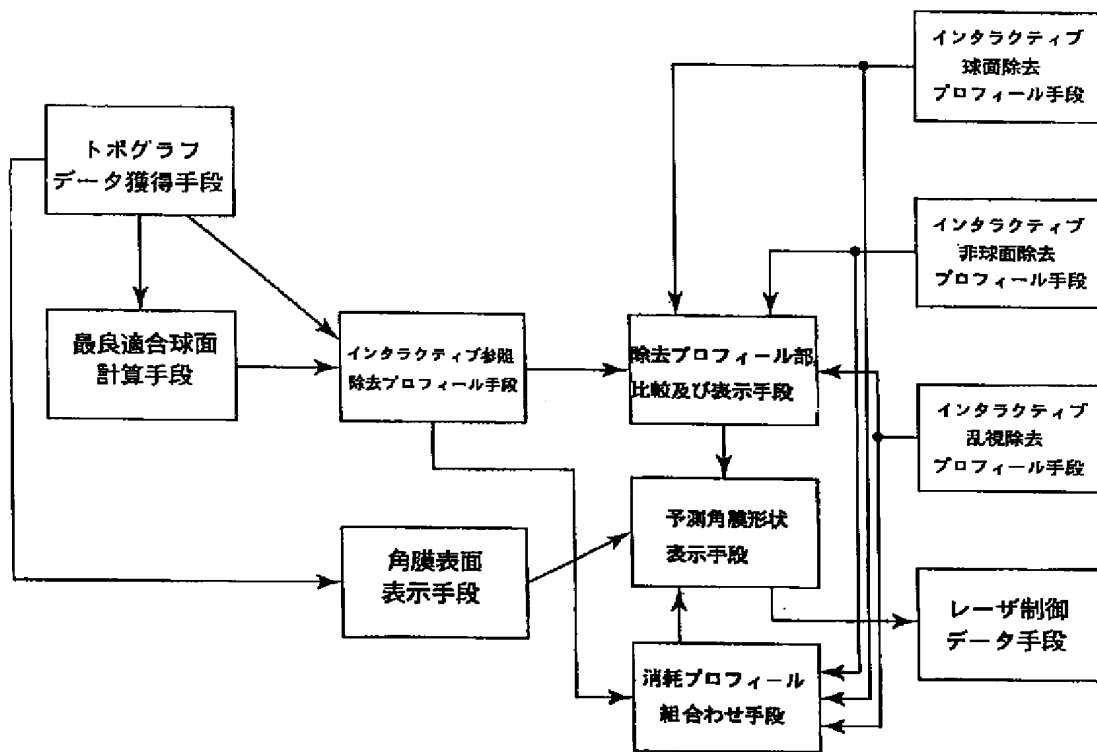 インタラクティブ
球面除去
プロフィール手段
トポグラフ
データ獲得手段
インタラクティブ
非球面除去
プロフィール手段
最良適合球面
計算手段
インタラクティブ参照
除去プロフィール手段
除去プロフィール部
比較及び表示手段
インタラクティブ
乱視除去
プロフィール手段
予測角膜形状
表示手段
角膜表面
表示手段
レーザ制御
データ手段
消耗プロフィール
組合わせ手段